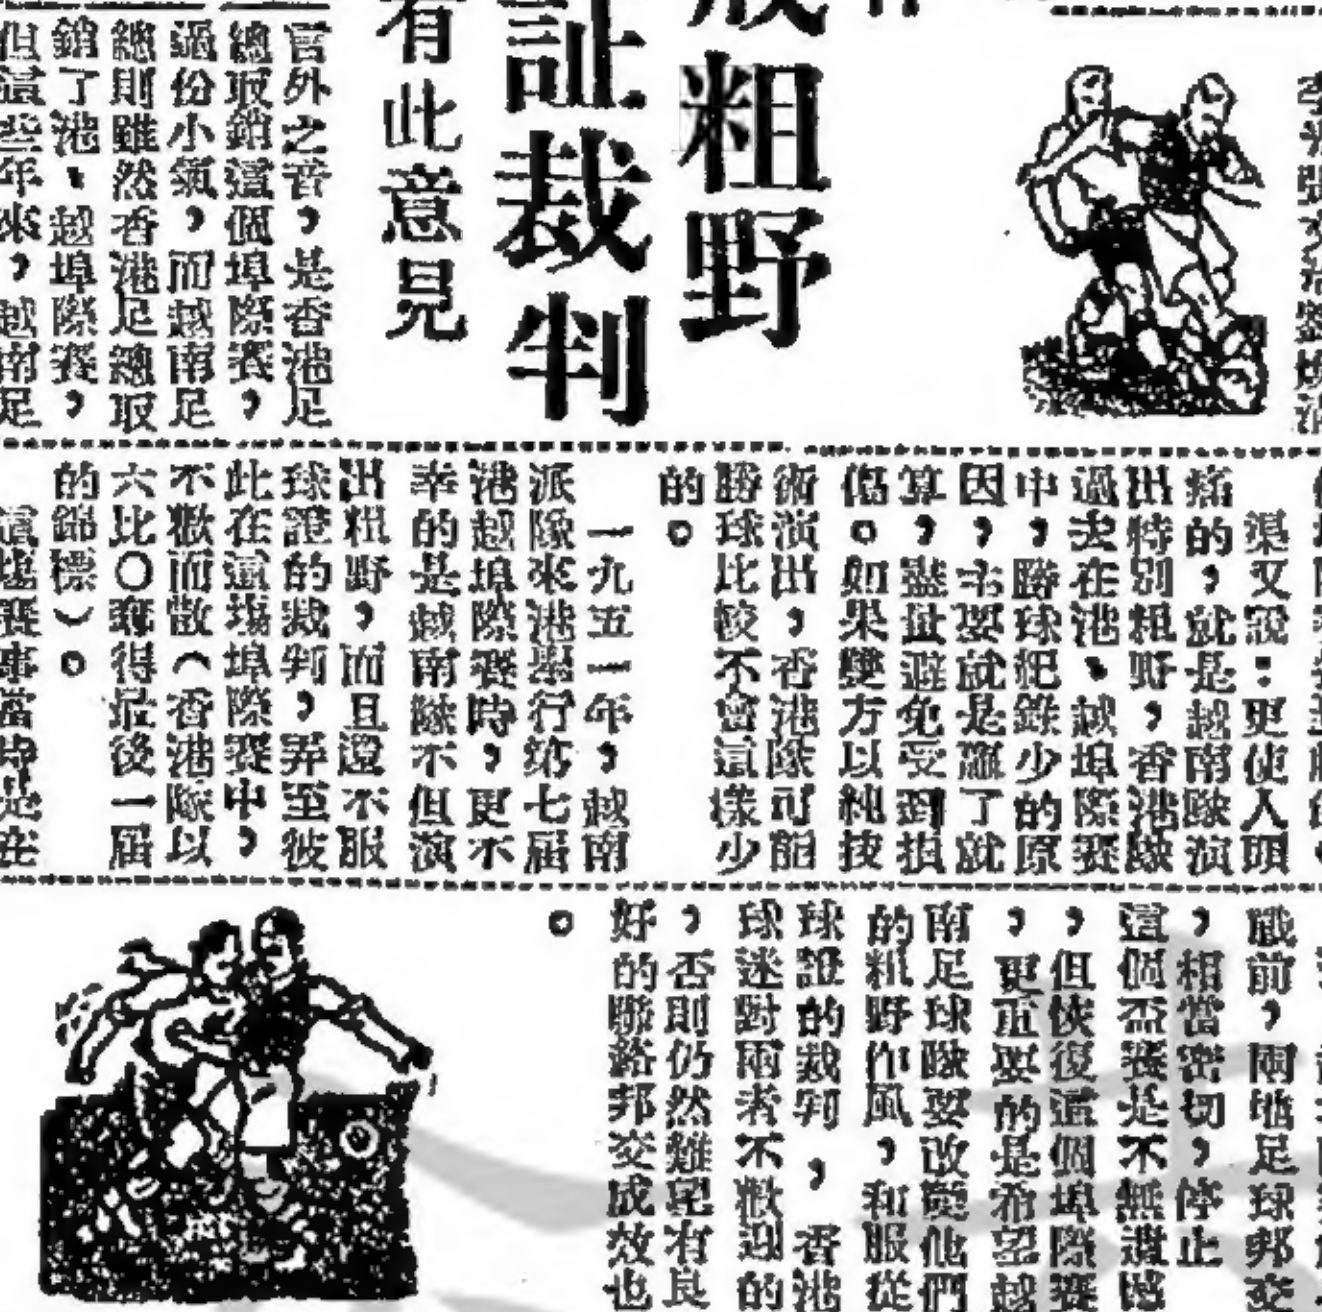 粗野
証裁判
有此意見
言外之音，是香港足
總取銷這個埠際賽，
過份小氣，而越南足
總則雖然香港足總取
銷了港、越埠際賽，
但這些年來，越南足
渠又說：更使人頭
痛的，就是越南隊演
出特別粗野，香港隊
過去在港、越埠際賽
中，勝球紀錄少的原
因，主要就是踢了就
算，盡量避免受到損
傷。如果雙方以純技
術演出，香港隊可能
勝球比較不會這樣少
的。
一九五一年，越南
派隊來港舉行第七屆
港越埠際賽時，更不
幸的是越南隊不但演
出粗野，而且還不服
球證的裁判，弄至彼
此在這場埠際賽中，
不歡而散（香港隊以
六比〇奪得最後一屆
的錦標）。
這場賽事當時是在
戰前，兩地足球邦交
，相當密切，停止
這個盃賽是不無遺憾
，但恢復這個埠際賽
，更重要的是希望越
南足球隊要改變他們
的粗野作風，和服從
球證的裁判，香港
球迷對兩者不歡迎的
，否則仍然難望有良
好的聯絡邦交成效也
。